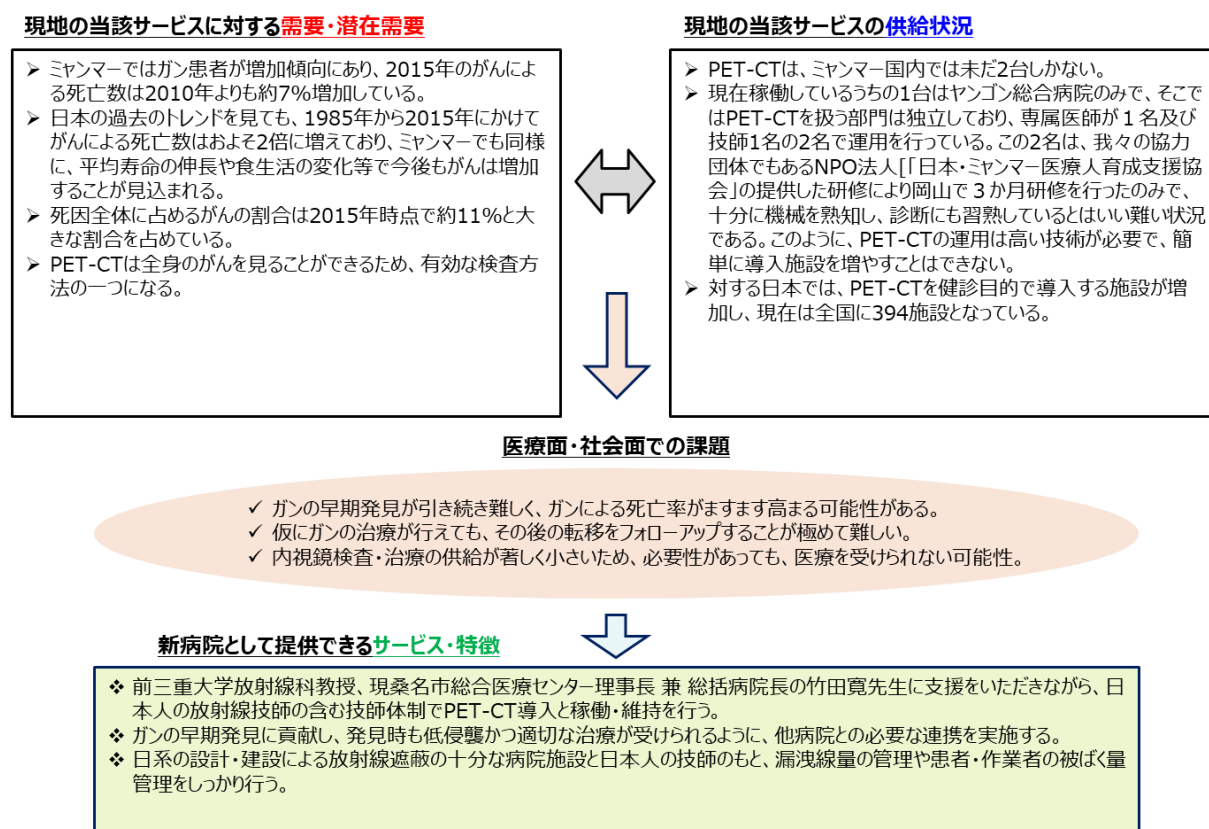 現地の当該サービスに対する需要・潜在需要
➢ ミャンマーではガン患者が増加傾向にあり、2015年のがんによ
る死亡数は2010年よりも約7%増加している。
➢ 日本の過去のトレンドを見ても、1985年から2015年にかけて
がんによる死亡数はおよそ2倍に増えており、ミャンマーでも同様
に、平均寿命の伸長や食生活の変化等で今後もがんは増加
することが見込まれる。
➢ 死因全体に占めるがんの割合は2015年時点で約11%と大
きな割合を占めている。
➢ PET-CTは全身のがんを見ることができるため、有効な検査方
法の一つになる。
現地の当該サービスの供給状況
➢ PET-CTは、ミャンマー国内では未だ2台しかない。
➢ 現在稼働しているうちの1台はヤンゴン総合病院のみで、そこで
はPET-CTを扱う部門は独立しており、専属医師が１名及び
技師1名の2名で運用を行っている。この2名は、我々の協力
団体でもあるNPO法人[「日本・ミャンマー医療人育成支援協
会」の提供した研修により岡山で３か月研修を行ったのみで、
十分に機械を熟知し、診断にも習熟しているとはいい難い状況
である。このように、PET-CTの運用は高い技術が必要で、簡
単に導入施設を増やすことはできない。
➢ 対する日本では、PET-CTを健診目的で導入する施設が増
加し、現在は全国に394施設となっている。
医療面・社会面での課題
✓ ガンの早期発見が引き続き難しく、ガンによる死亡率がますます高まる可能性がある。
✓ 仮にガンの治療が行えても、その後の転移をフォローアップすることが極めて難しい。
✓ 内視鏡検査・治療の供給が著しく小さいため、必要性があっても、医療を受けられない可能性。
新病院として提供できるサービス・特徴
❖ 前三重大学放射線科教授、現桑名市総合医療センター理事長 兼 総括病院長の竹田寛先生に支援をいただきながら、日
本人の放射線技師の含む技師体制でPET-CT導入と稼働・維持を行う。
❖ ガンの早期発見に貢献し、発見時も低侵襲かつ適切な治療が受けられるように、他病院との必要な連携を実施する。
❖ 日系の設計・建設による放射線遮蔽の十分な病院施設と日本人の技師のもと、漏洩線量の管理や患者・作業者の被ばく量
管理をしっかり行う。